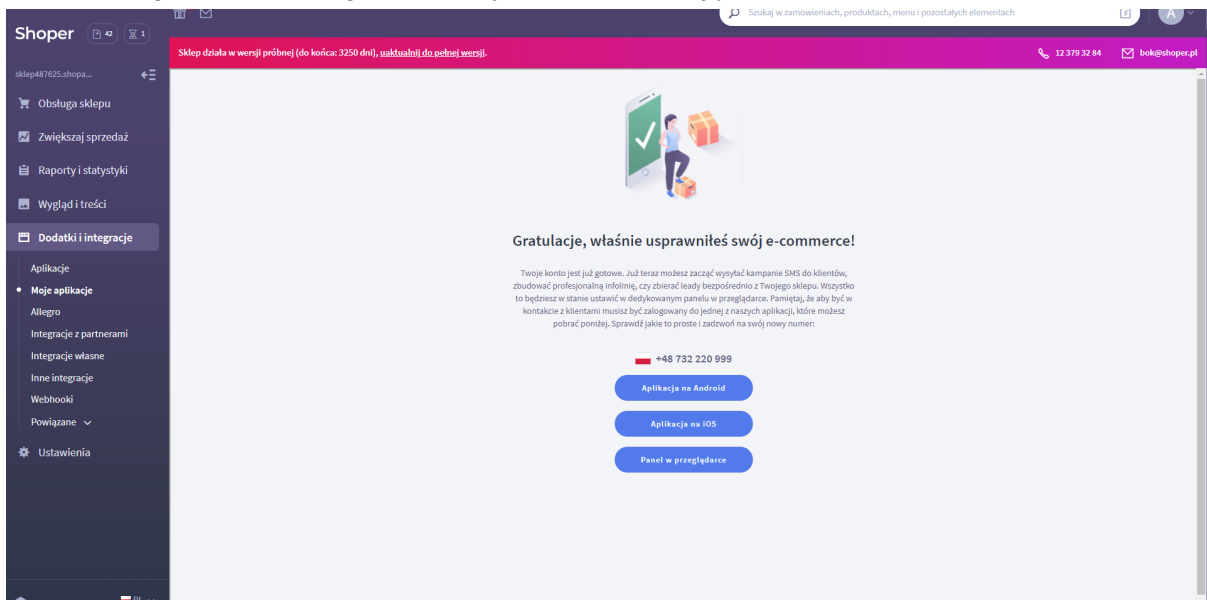 Shoper 42 1
Szukaj w zamówieniach, produktach, menu i pozostałych elementach
F
A
Sklep działa w wersji próbnej (do końca: 3250 dni), uaktualnij do pełnej wersji.
12 379 32 84
bok@shoper.pl
sklep487625.shopa...
Obsługa sklepu
Zwiększaj sprzedaż
Raporty i statystyki
Wygląd i treści
Dodatki i integracje
Aplikacje
Moje aplikacje
Allegro
Integracje z partnerami
Integracje własne
Inne integracje
Webhooki
Powiązane
Ustawienia
Gratulacje, właśnie usprawniłeś swój e-commerce!
Twoje konto jest już gotowe. Już teraz możesz zacząć wysyłać kampanie SMS do klientów,
zbudować profesjonalną infolinię, czy zbierać leady bezpośrednio z Twojego sklepu. Wszystko
to będziesz w stanie ustawić w dedykowanym panelu w przeglądarce. Pamiętaj, że aby być w
kontakcie z klientami musisz być zalogowany do jednej z naszych aplikacji, które możesz
pobrać poniżej. Sprawdź jakie to proste i zadzwoń na swój nowy numer:
+48 732 220 999
Aplikacja na Android
Aplikacja na iOS
Panel w przeglądarce